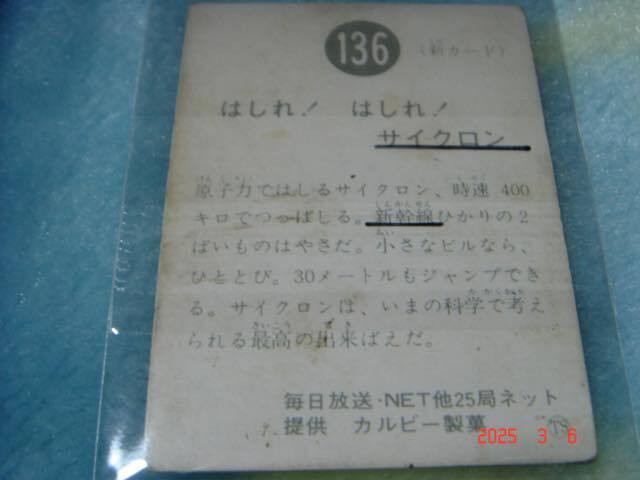 136
(新カード)
はしれ! はしれ!
サイクロン
原子力ではしるサイクロン、時速 400
キロでつっぱしる。新幹線ひかりの2
ばいものはやさだ。小さなビルなら、
ひととび。30メートルもジャンプでき
る。サイクロンは、いまの科学で考え
られる最高の出来ばえだ。
毎日放送・NET他25局ネット
提供 カルビー製菓
2025 3 6